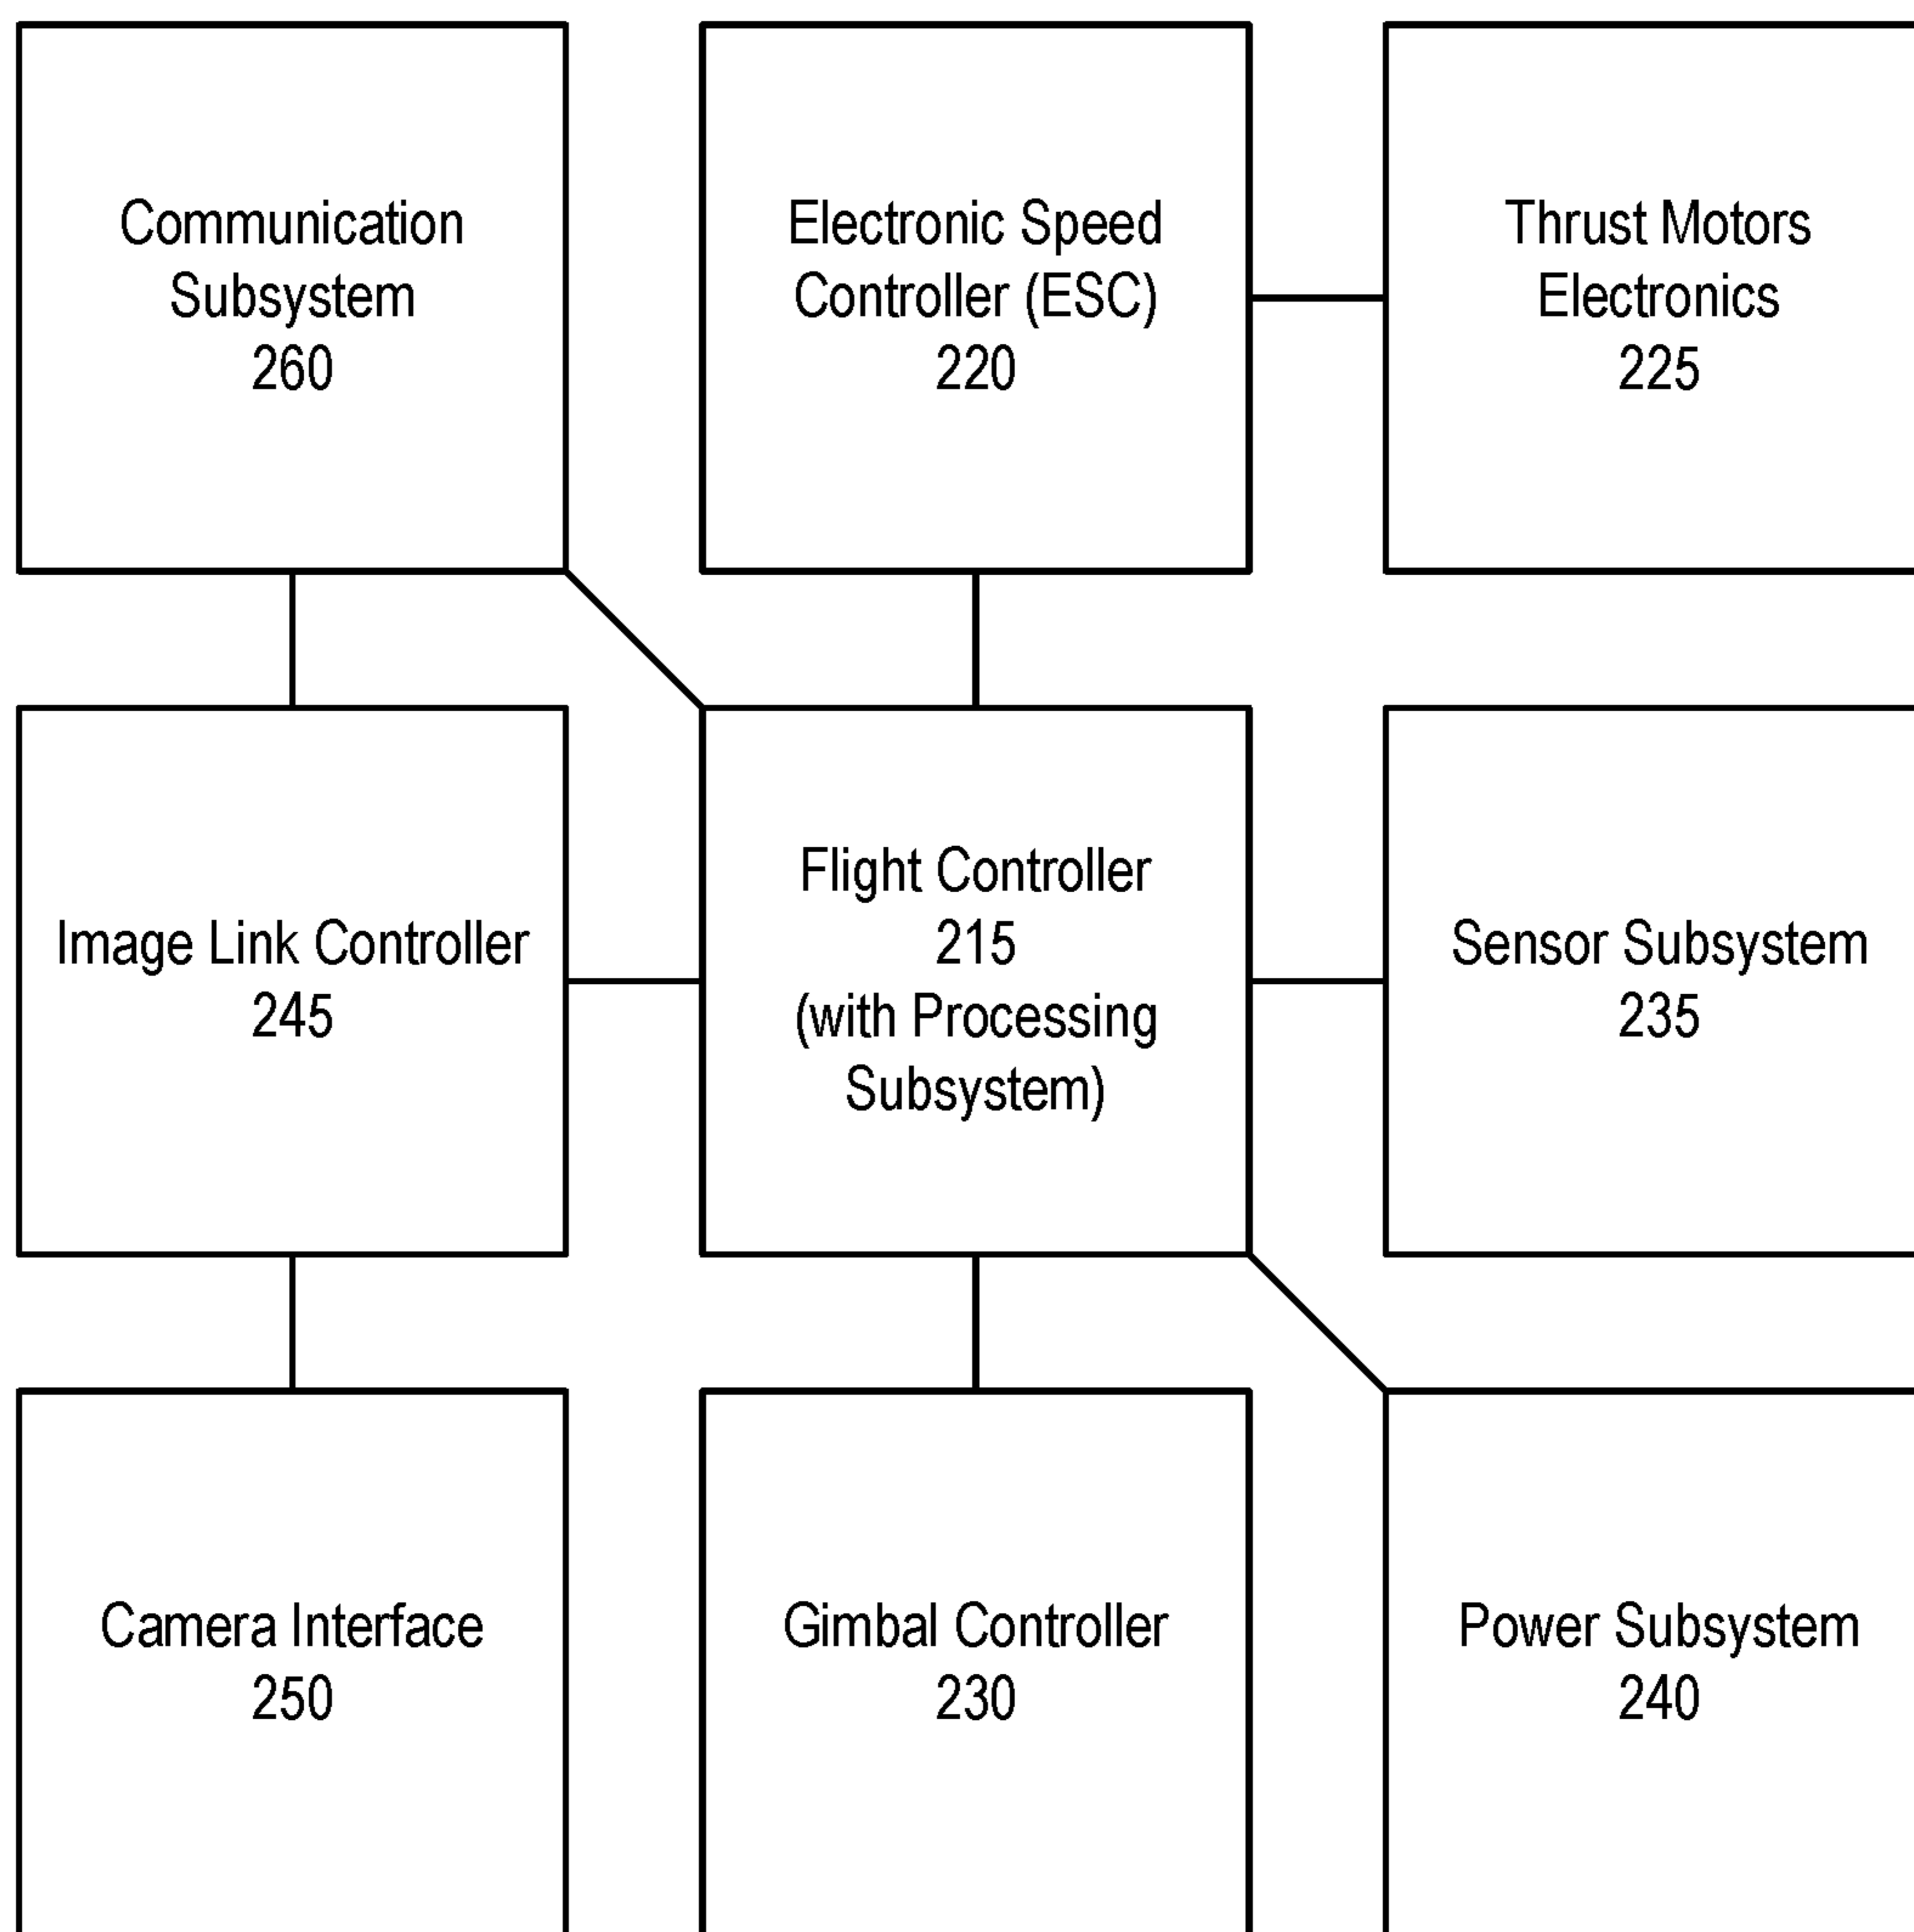 Communication
Subsystem
260
Electronic Speed
Controller (ESC)
220
Thrust Motors
Electronics
225
Image Link Controller
245
Flight Controller
215
(with Processing
Subsystem)
Sensor Subsystem
235
Camera Interface
250
Gimbal Controller
230
Power Subsystem
240